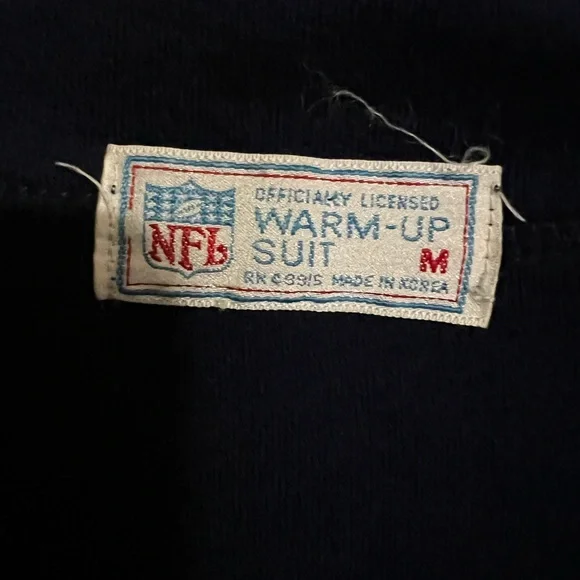 NFL
OFFICIALLY LICENSED
WARM-UP
SUIT M
MADE IN KOREA